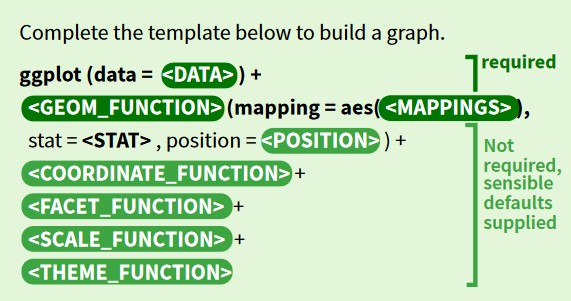 Complete the template below to build a graph.
ggplot (data = <DATA>) +
<GEOM_FUNCTION>(mapping = aes(<MAPPINGS>),
stat = <STAT> , position = <POSITION> ) +
<COORDINATE_FUNCTION> +
<FACET_FUNCTION> +
<SCALE_FUNCTION> +
<THEME_FUNCTION>
required
Not
required,
sensible
defaults
supplied